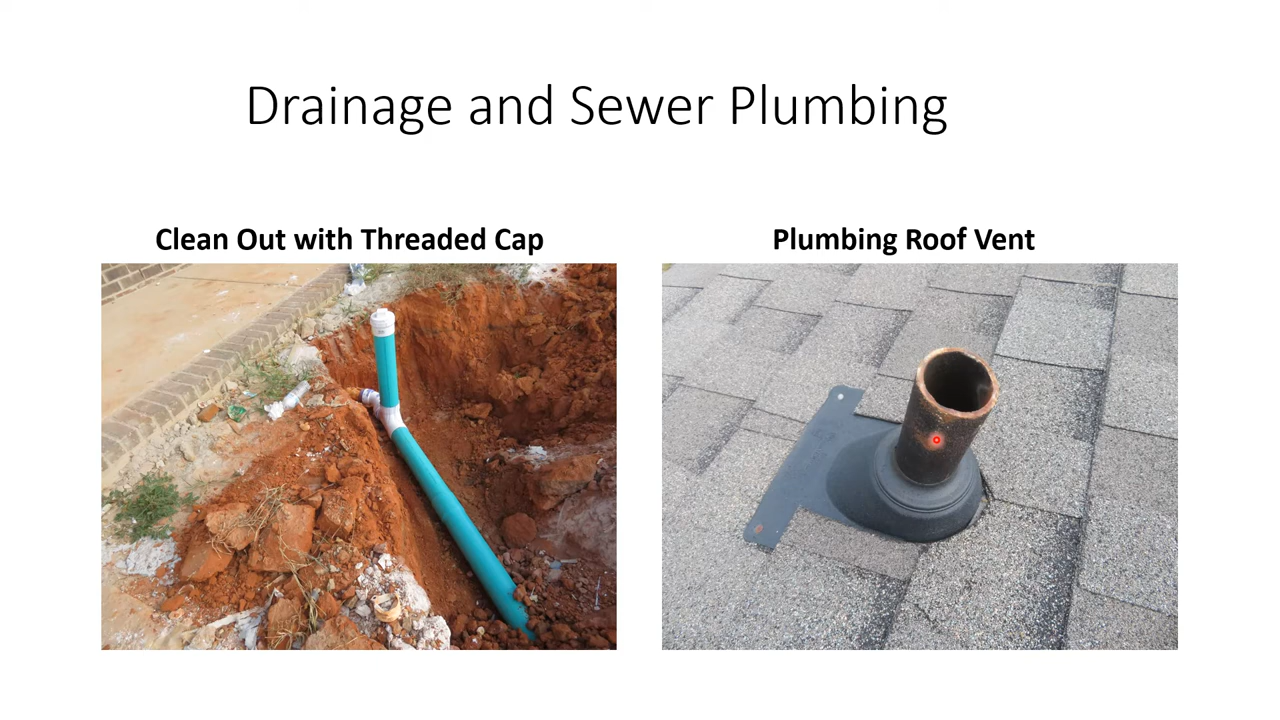 Drainage and Sewer Plumbing
Clean Out with Threaded Cap
Plumbing Roof Vent